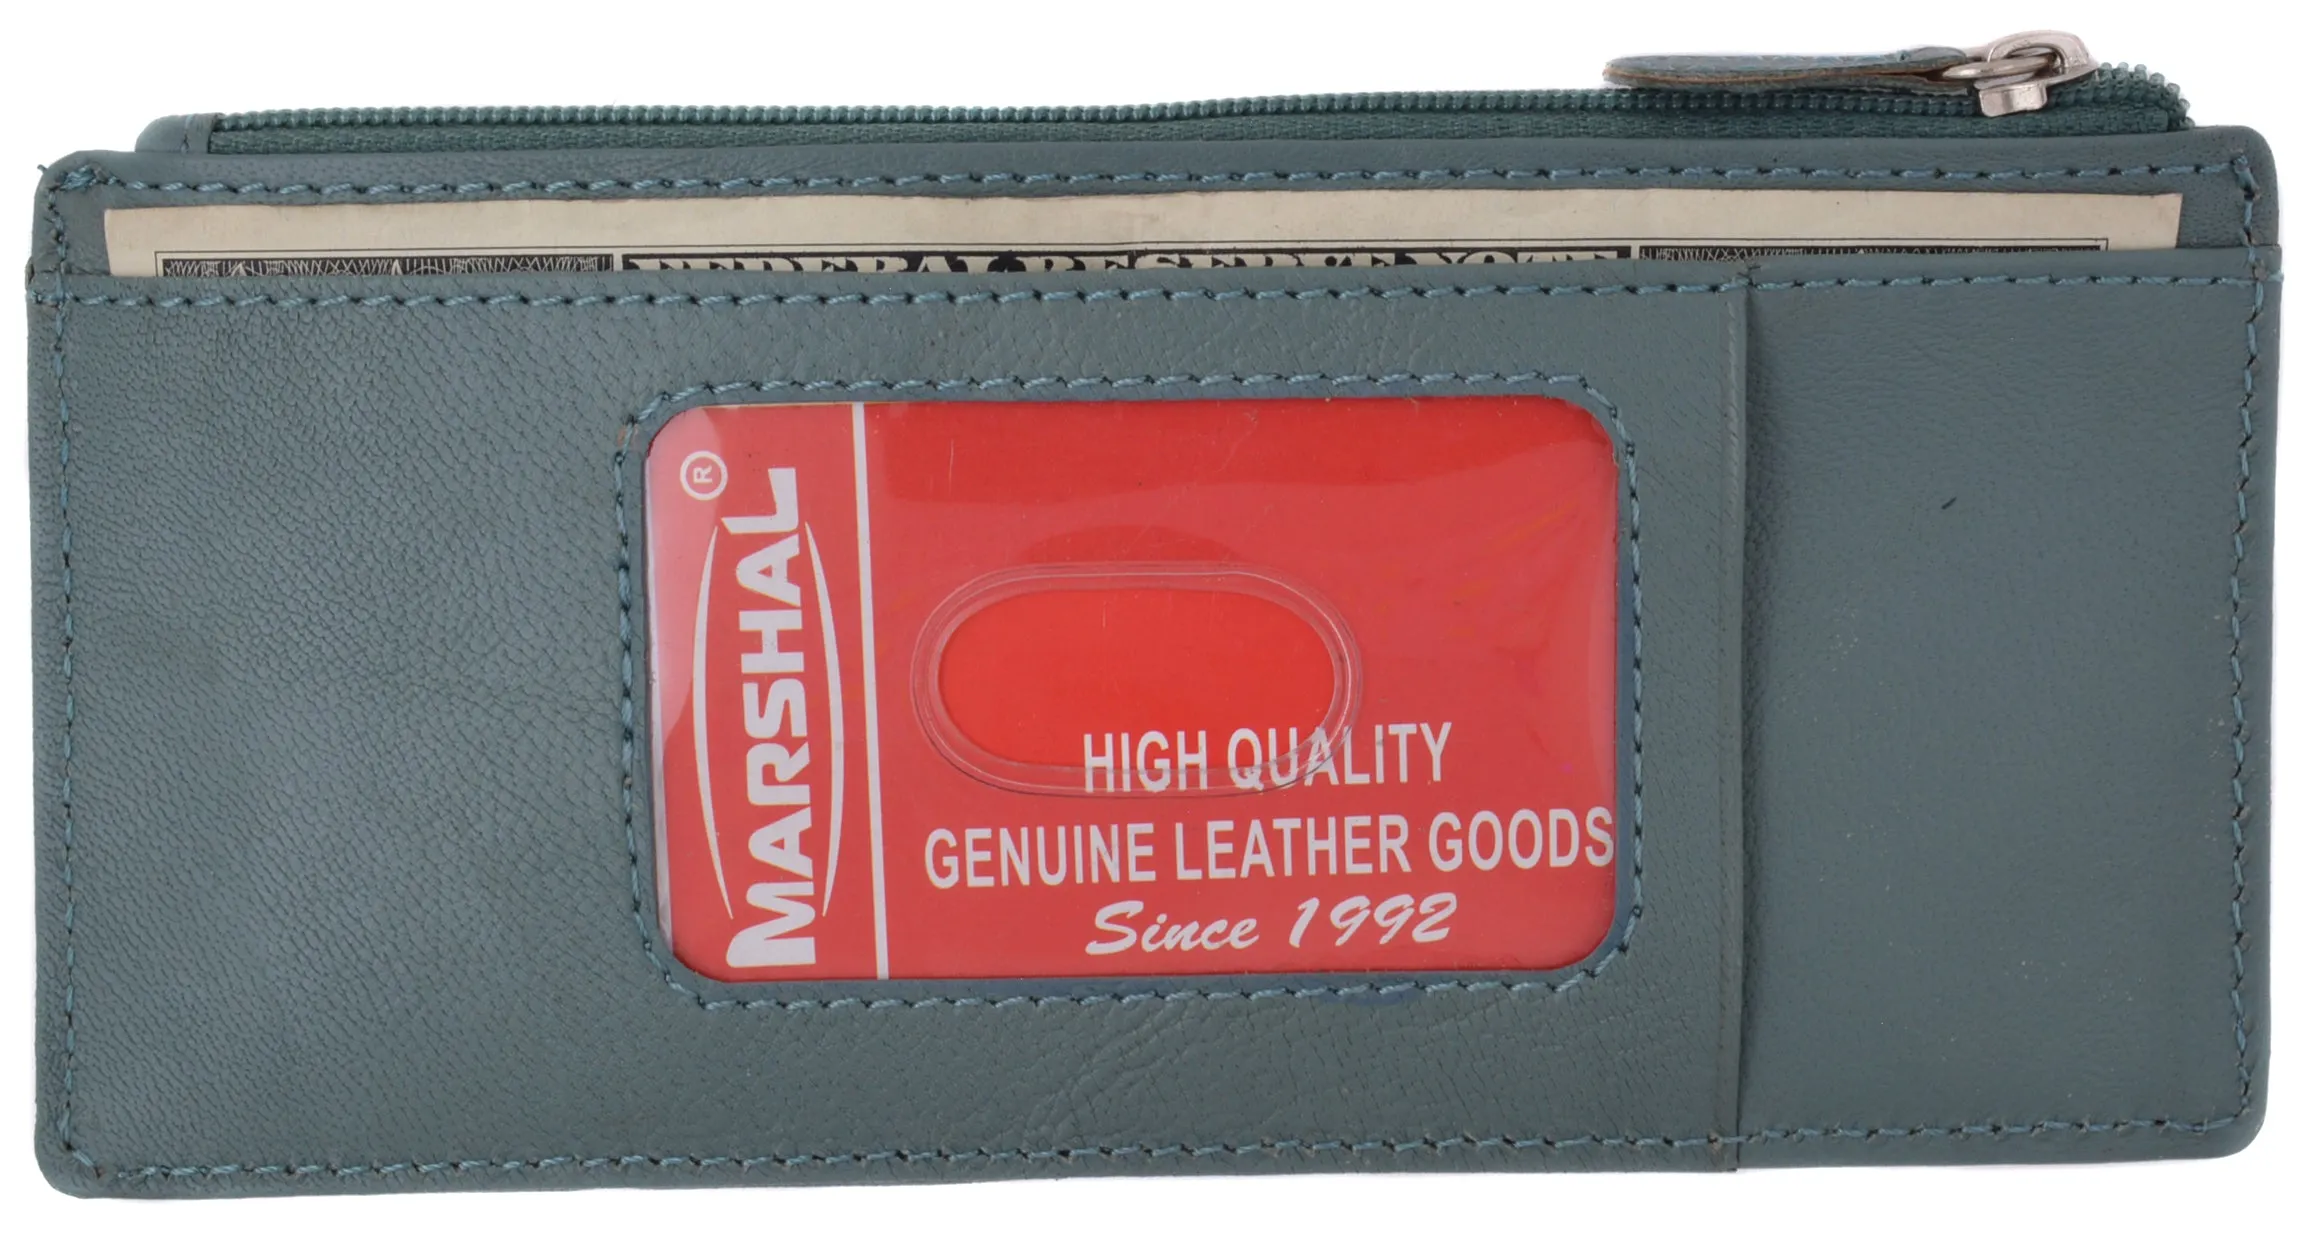 FEDERAL RESERVE NOTE
MARSHAL®
HIGH QUALITY
GENUINE LEATHER GOODS
Since 1992